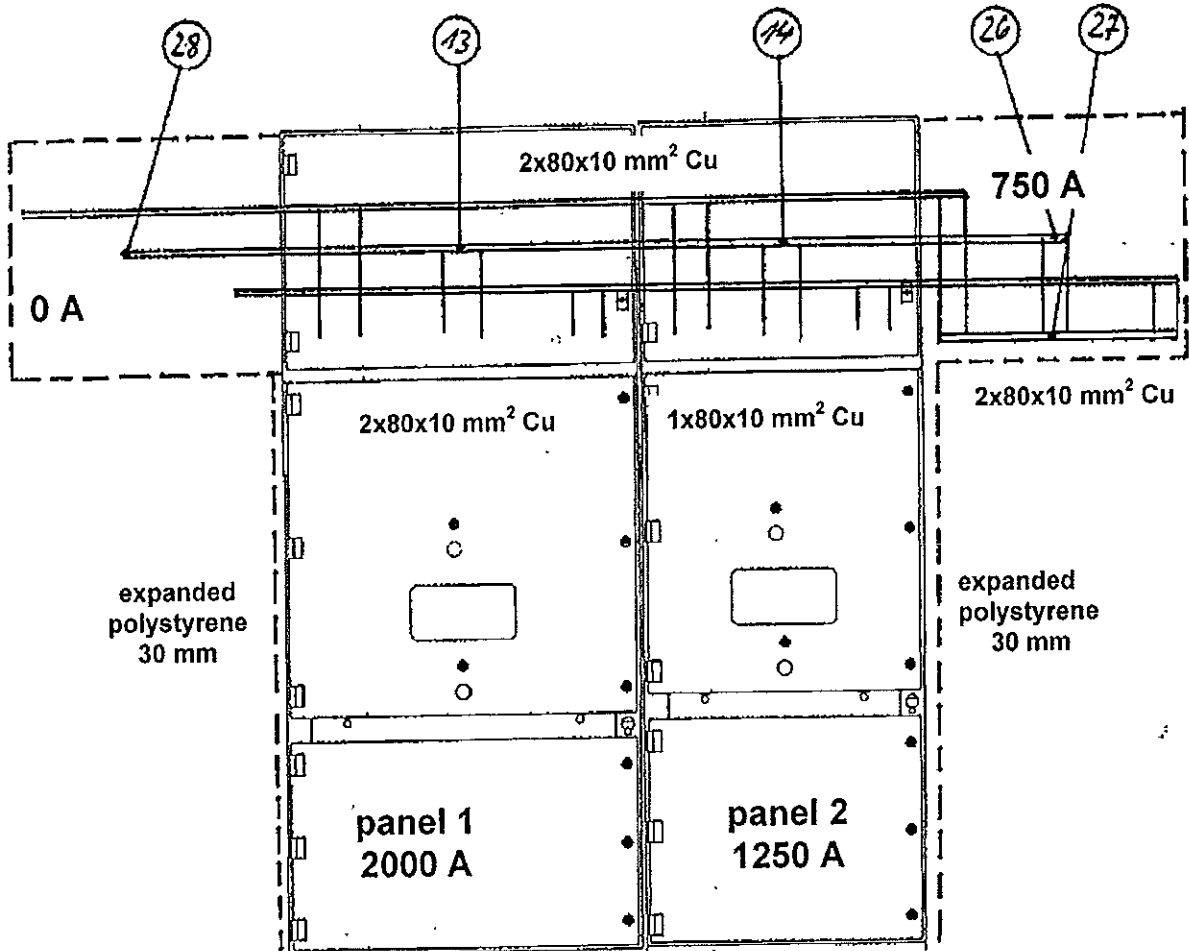 28 13 14 26 27
2x80x10 mm² Cu
750 A
0 A
2x80x10 mm² Cu
1x80x10 mm² Cu
2x80x10 mm² Cu
expanded
polystyrene
30 mm
expanded
polystyrene
30 mm
panel 1
2000 A
panel 2
1250 A